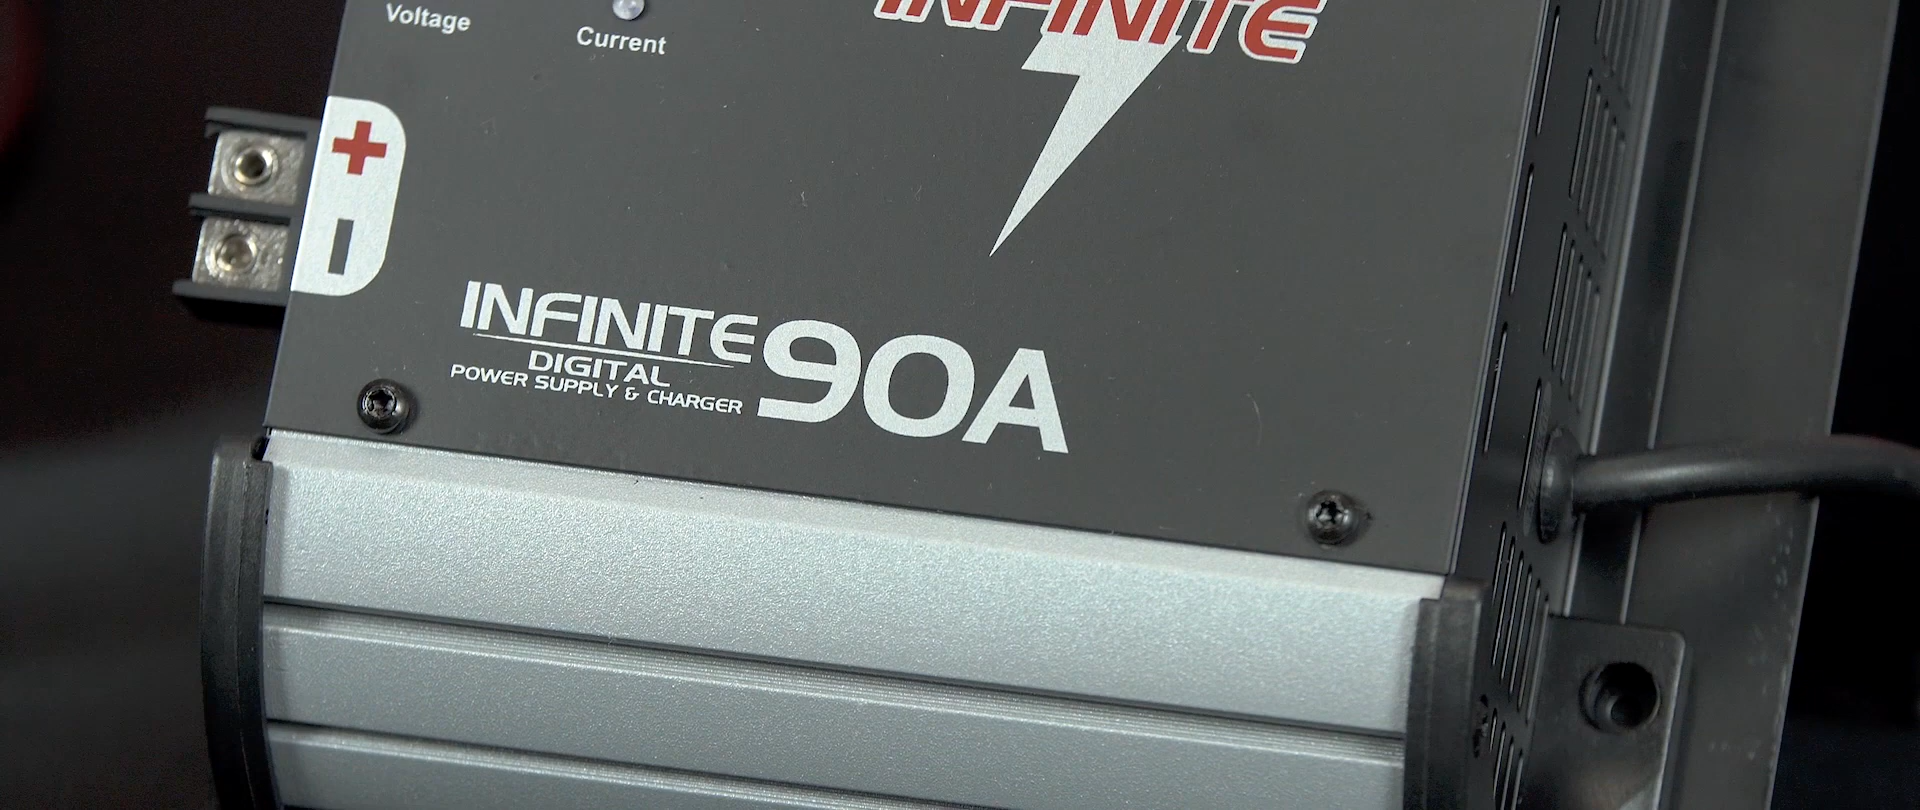 Voltage
Current
INFINITE
+
-
INFINITE
DIGITAL
POWER SUPPLY & CHARGER
90A